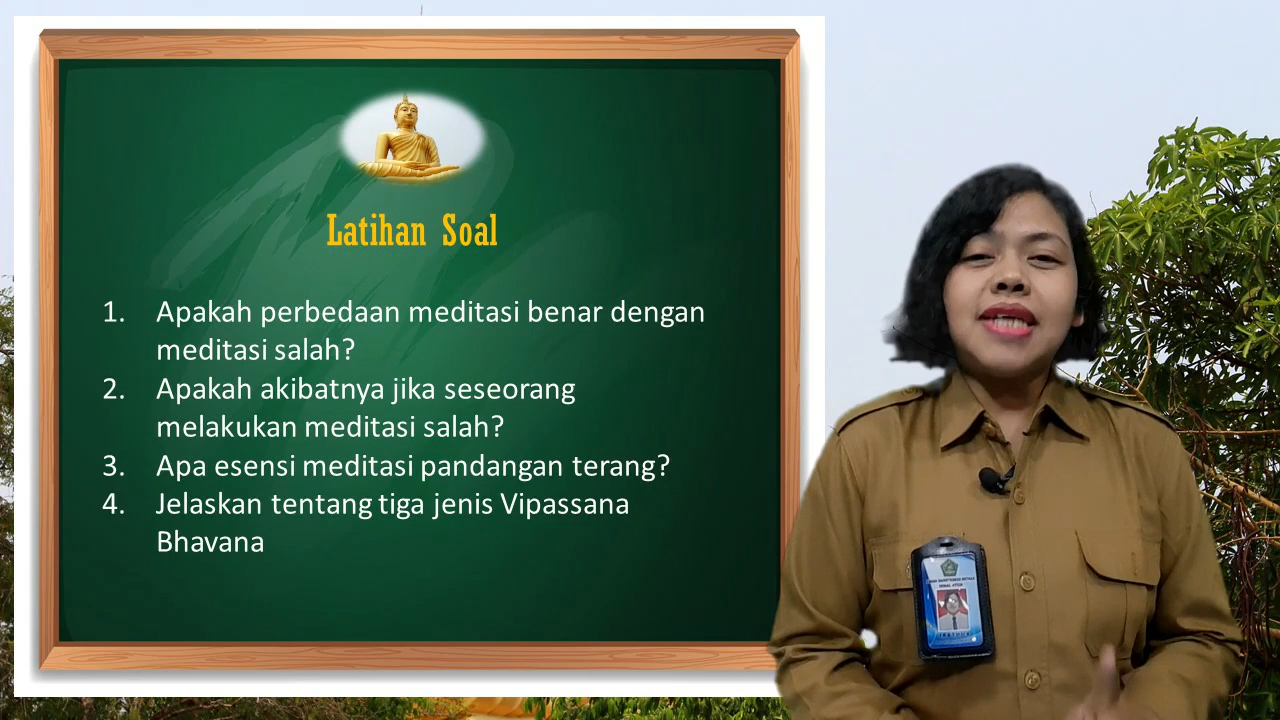 Latihan Soal
1. Apakah perbedaan meditasi benar dengan
meditasi salah?
2. Apakah akibatnya jika seseorang
melakukan meditasi salah?
3. Apa esensi meditasi pandangan terang?
4. Jelaskan tentang tiga jenis Vipassana
Bhavana